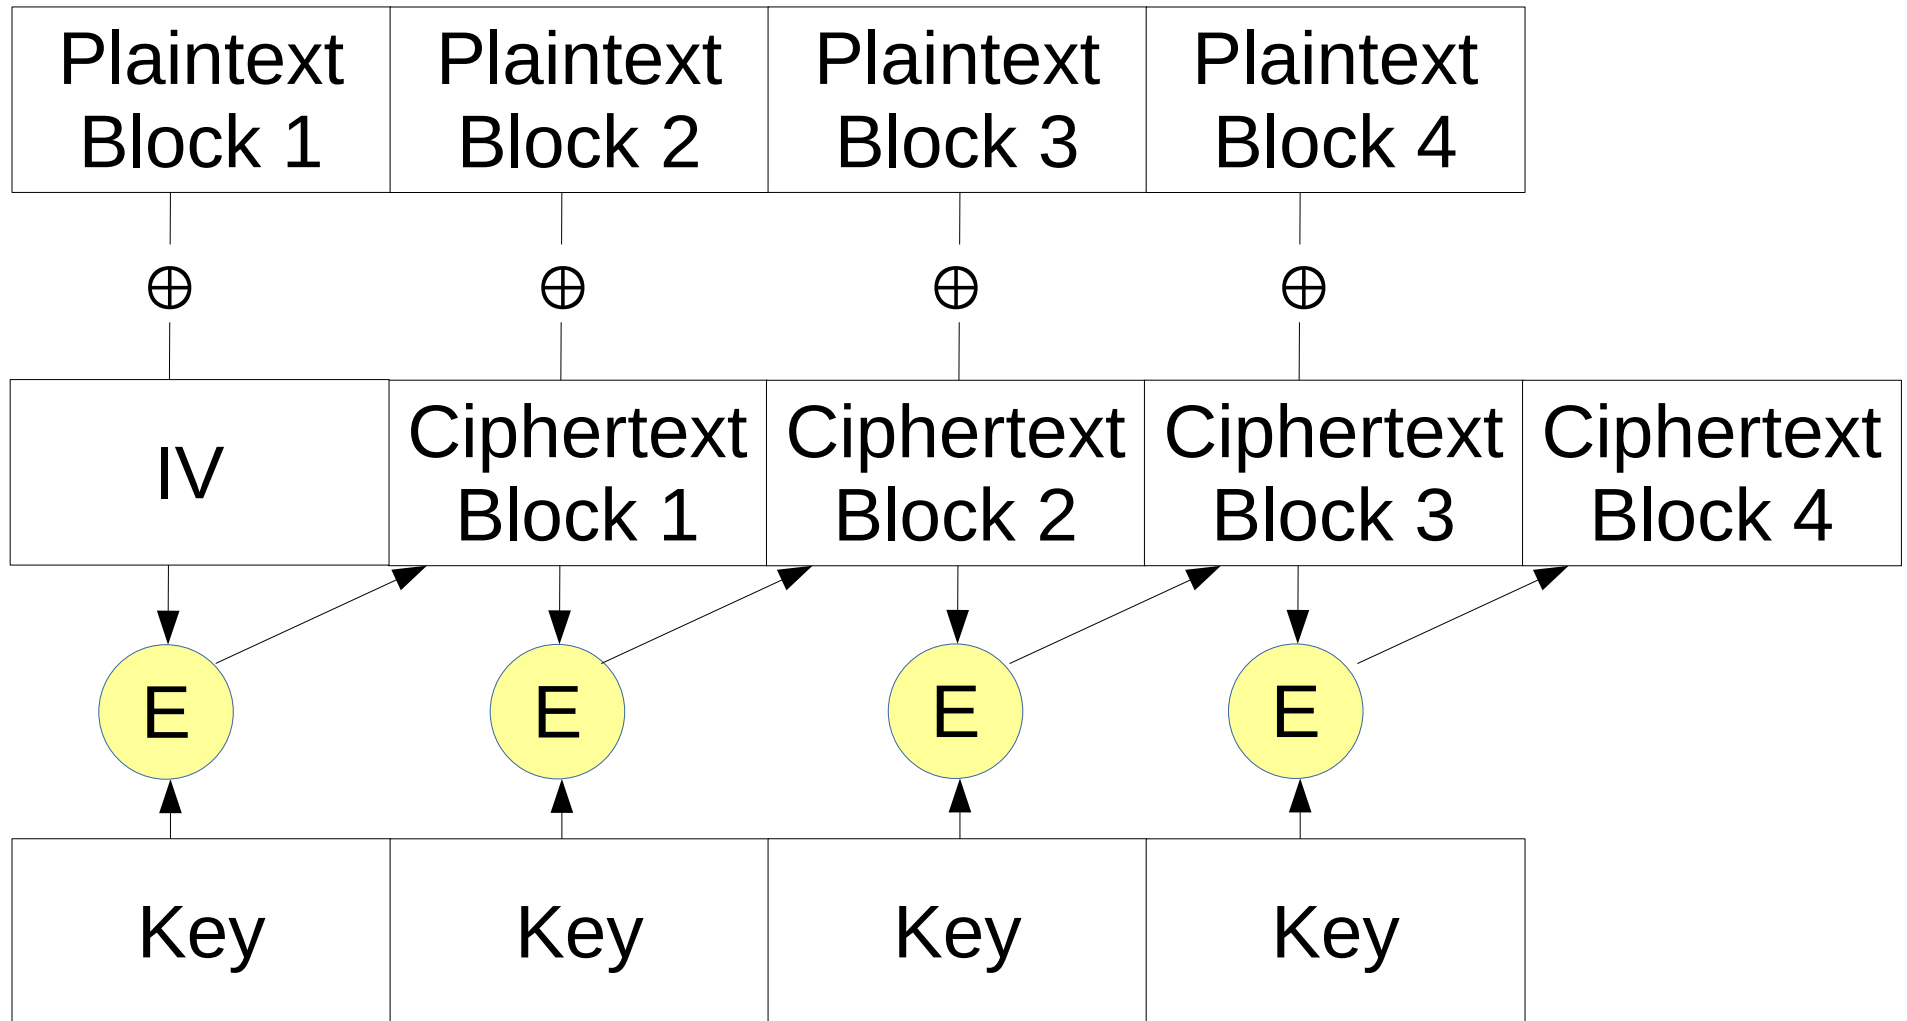 Plaintext Block 1
Plaintext Block 2
Plaintext Block 3
Plaintext Block 4
⊕ ⊕ ⊕ ⊕
IV
Ciphertext Block 1
Ciphertext Block 2
Ciphertext Block 3
Ciphertext Block 4
E E E E
Key Key Key Key